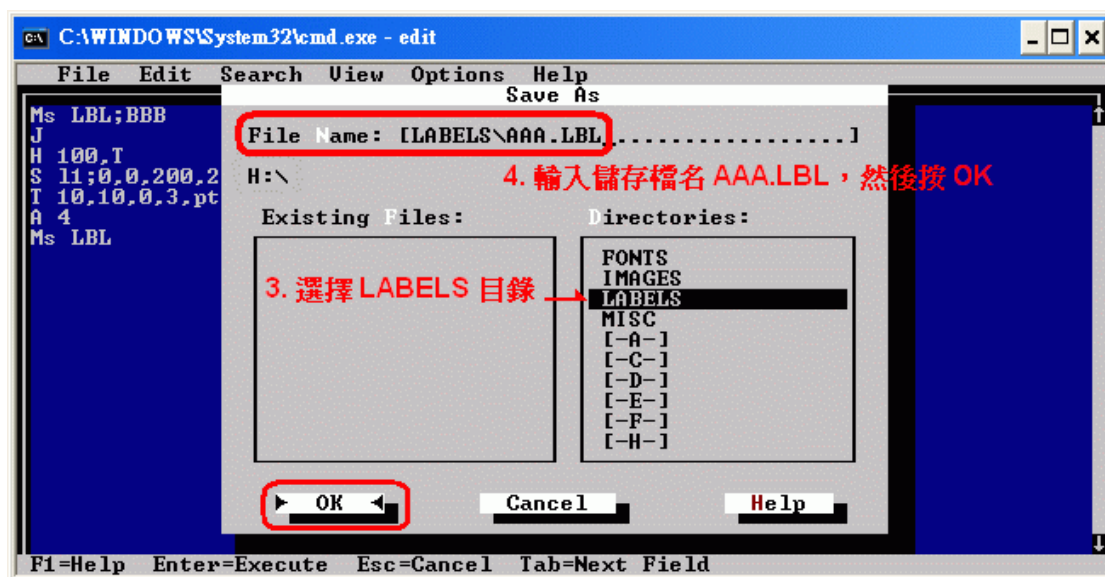 C:\WINDOWS\System32\cmd.exe - edit
File Edit Search View Options Help
Save As
Ms LBL;BBB
J
H 100,T
S l1;0,0,200,2
T 10,10,0,3,pt
A 4
Ms LBL
File Name: [LABELS\AAA.LBL.................]
H:\
4. 輸入儲存檔名 AAA.LBL，然後按 OK
Existing Files:
Directories:
3. 選擇 LABELS 目錄
FONTS
IMAGES
LABELS
MISC
[-A-]
[-C-]
[-D-]
[-E-]
[-F-]
[-H-]
OK Cancel Help
F1=Help Enter=Execute Esc=Cancel Tab=Next Field